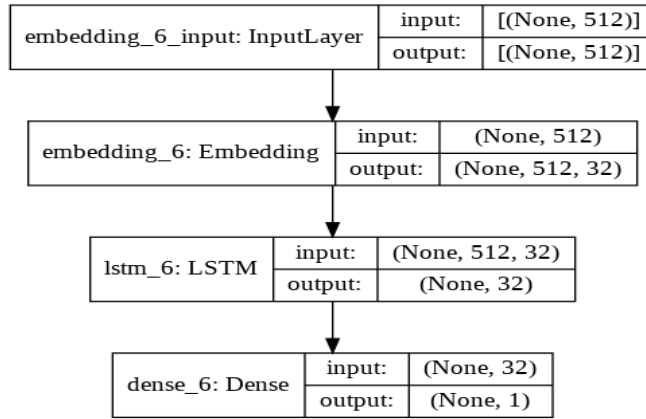 embedding_6_input: InputLayer
input: [(None, 512)]
output: [(None, 512)]
embedding_6: Embedding
input: (None, 512)
output: (None, 512, 32)
lstm_6: LSTM
input: (None, 512, 32)
output: (None, 32)
dense_6: Dense
input: (None, 32)
output: (None, 1)